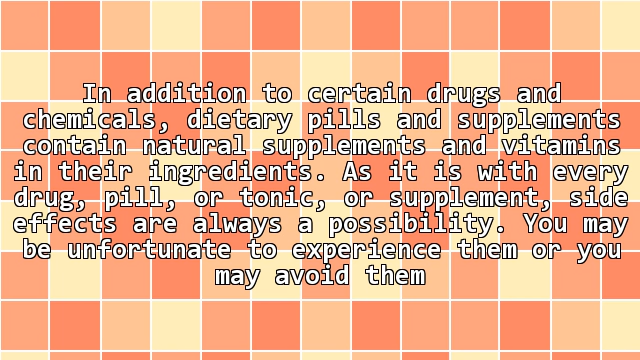 In addition to certain drugs and
chemicals, dietary pills and supplements
contain natural supplements and vitamins
in their ingredients. As it is with every
drug, pill, or tonic, or supplement, side
effects are always a possibility. You may
be unfortunate to experience them or you
may avoid them